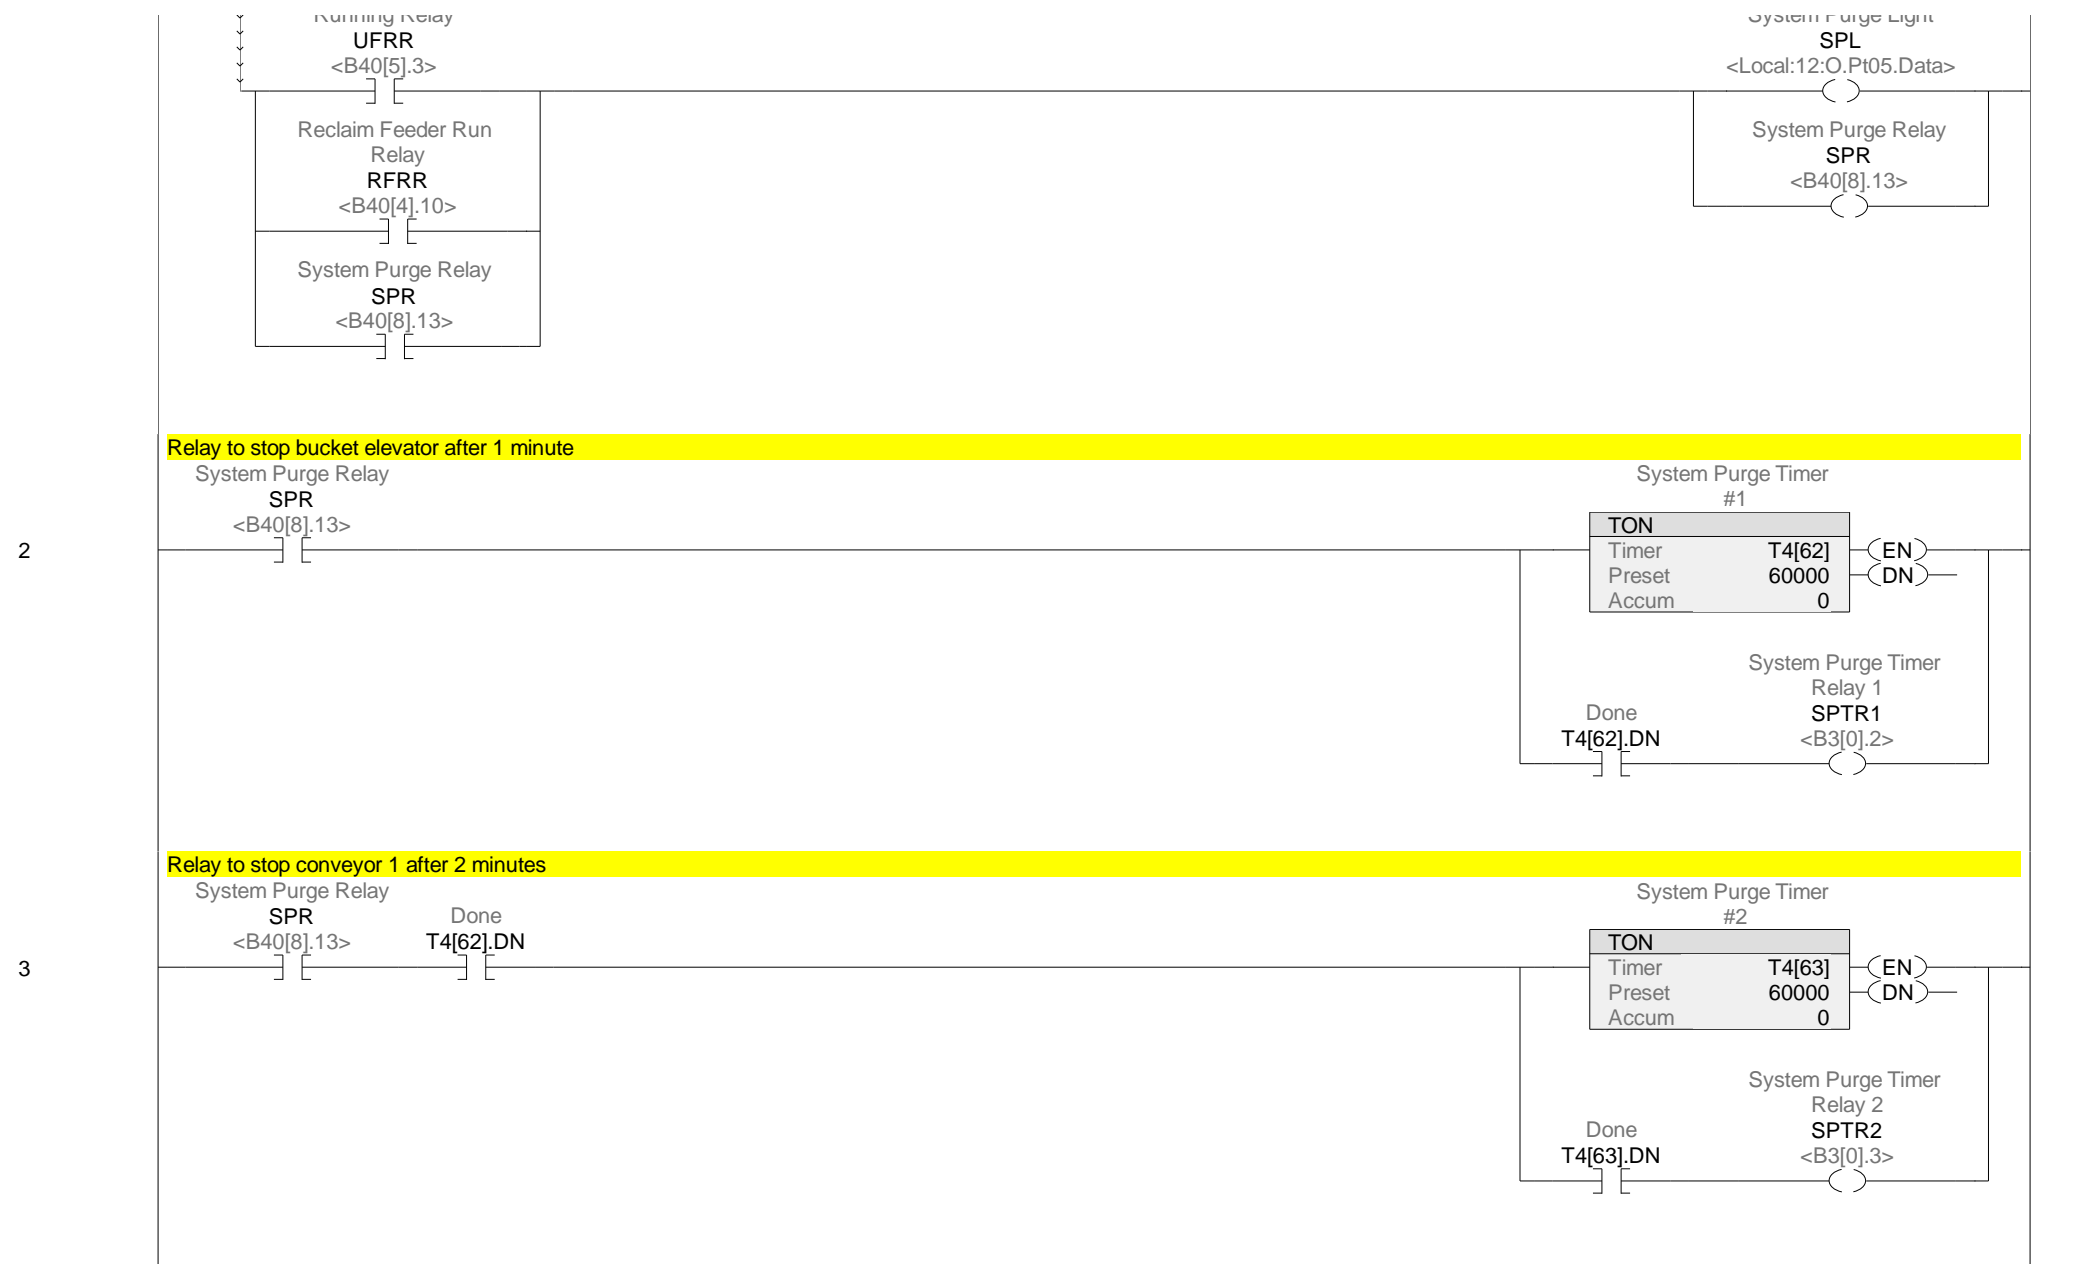 Running Relay
UFRR
<B40[5].3>
System Purge Light
SPL
<Local:12:O.Pt05.Data>
Reclaim Feeder Run
Relay
RFRR
<B40[4].10>
System Purge Relay
SPR
<B40[8].13>
System Purge Relay
SPR
<B40[8].13>
Relay to stop bucket elevator after 1 minute
2
System Purge Relay
SPR
<B40[8].13>
System Purge Timer
#1
TON
Timer T4[62]
Preset 60000
Accum 0
EN
DN
Done
T4[62].DN
System Purge Timer
Relay 1
SPTR1
<B3[0].2>
Relay to stop conveyor 1 after 2 minutes
3
System Purge Relay
SPR
<B40[8].13>
Done
T4[62].DN
System Purge Timer
#2
TON
Timer T4[63]
Preset 60000
Accum 0
EN
DN
Done
T4[63].DN
System Purge Timer
Relay 2
SPTR2
<B3[0].3>